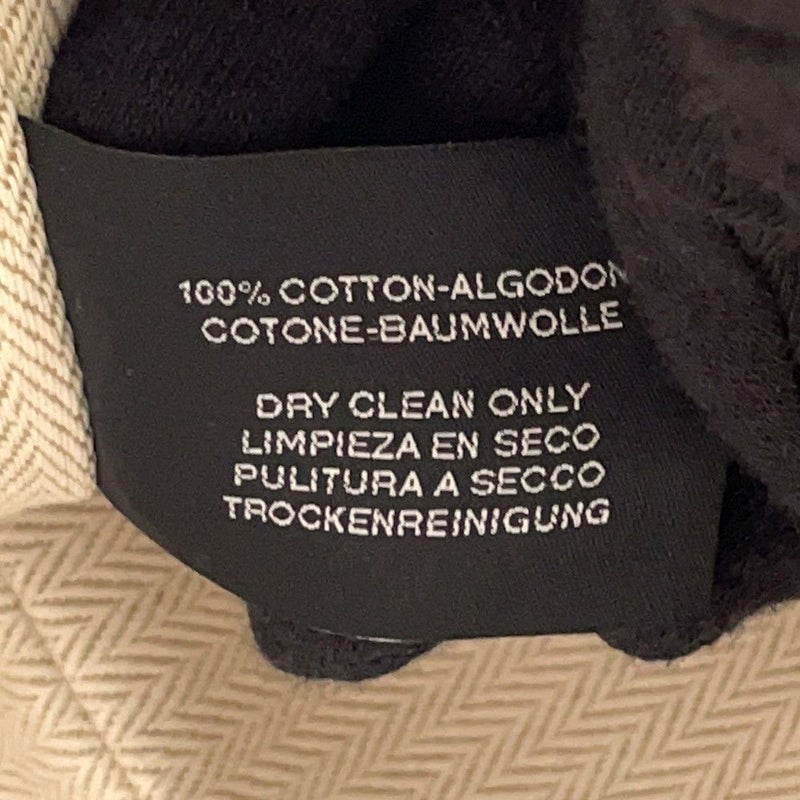 100% COTTON-ALGODON
COTONE-BAUMWOLLE
DRY CLEAN ONLY
LIMPIEZA EN SECO
PULITURA A SECCO
TROCKENREINIGUNG